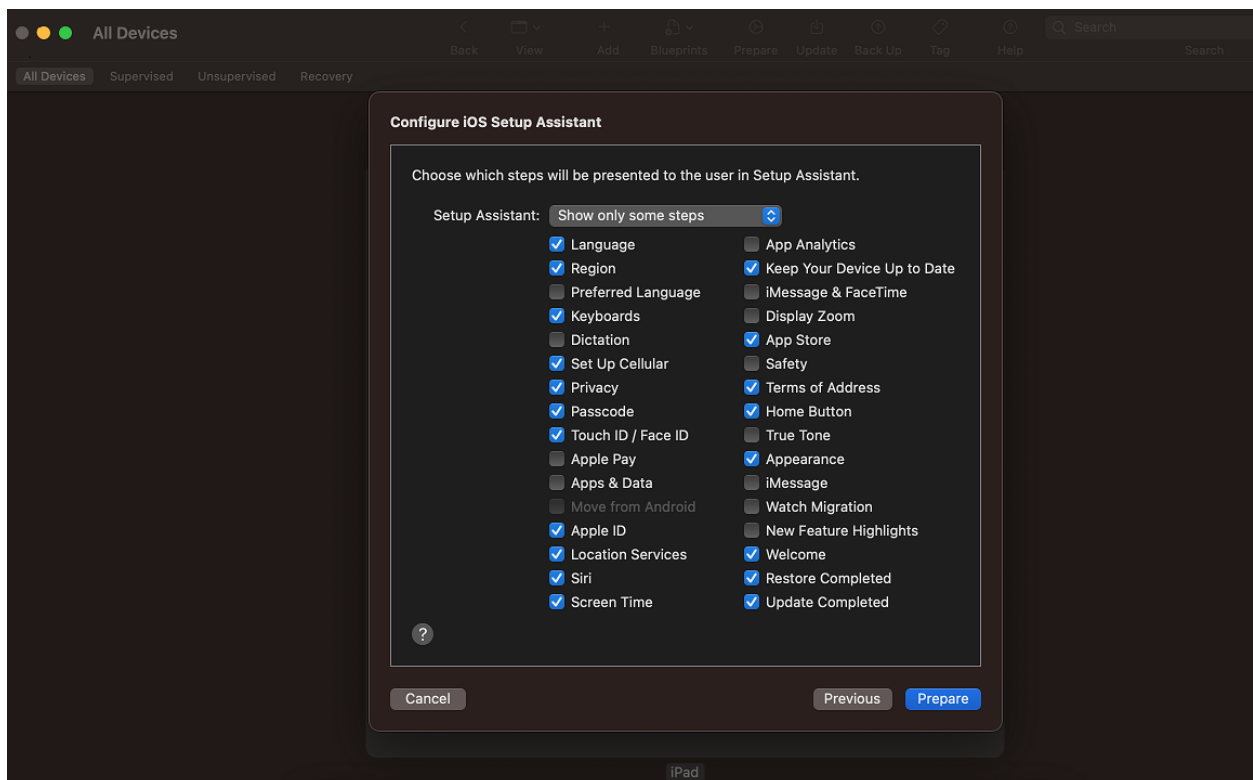 All Devices
Back View Add Blueprints Prepare Update Back Up Tag Help Search
Search
All Devices Supervised Unsupervised Recovery
Configure iOS Setup Assistant
Choose which steps will be presented to the user in Setup Assistant.
Setup Assistant: Show only some steps
Language
Region
Preferred Language
Keyboards
Dictation
Set Up Cellular
Privacy
Passcode
Touch ID / Face ID
Apple Pay
Apps & Data
Move from Android
Apple ID
Location Services
Siri
Screen Time
App Analytics
Keep Your Device Up to Date
iMessage & FaceTime
Display Zoom
App Store
Safety
Terms of Address
Home Button
True Tone
Appearance
iMessage
Watch Migration
New Feature Highlights
Welcome
Restore Completed
Update Completed
?
Cancel Previous Prepare
iPad